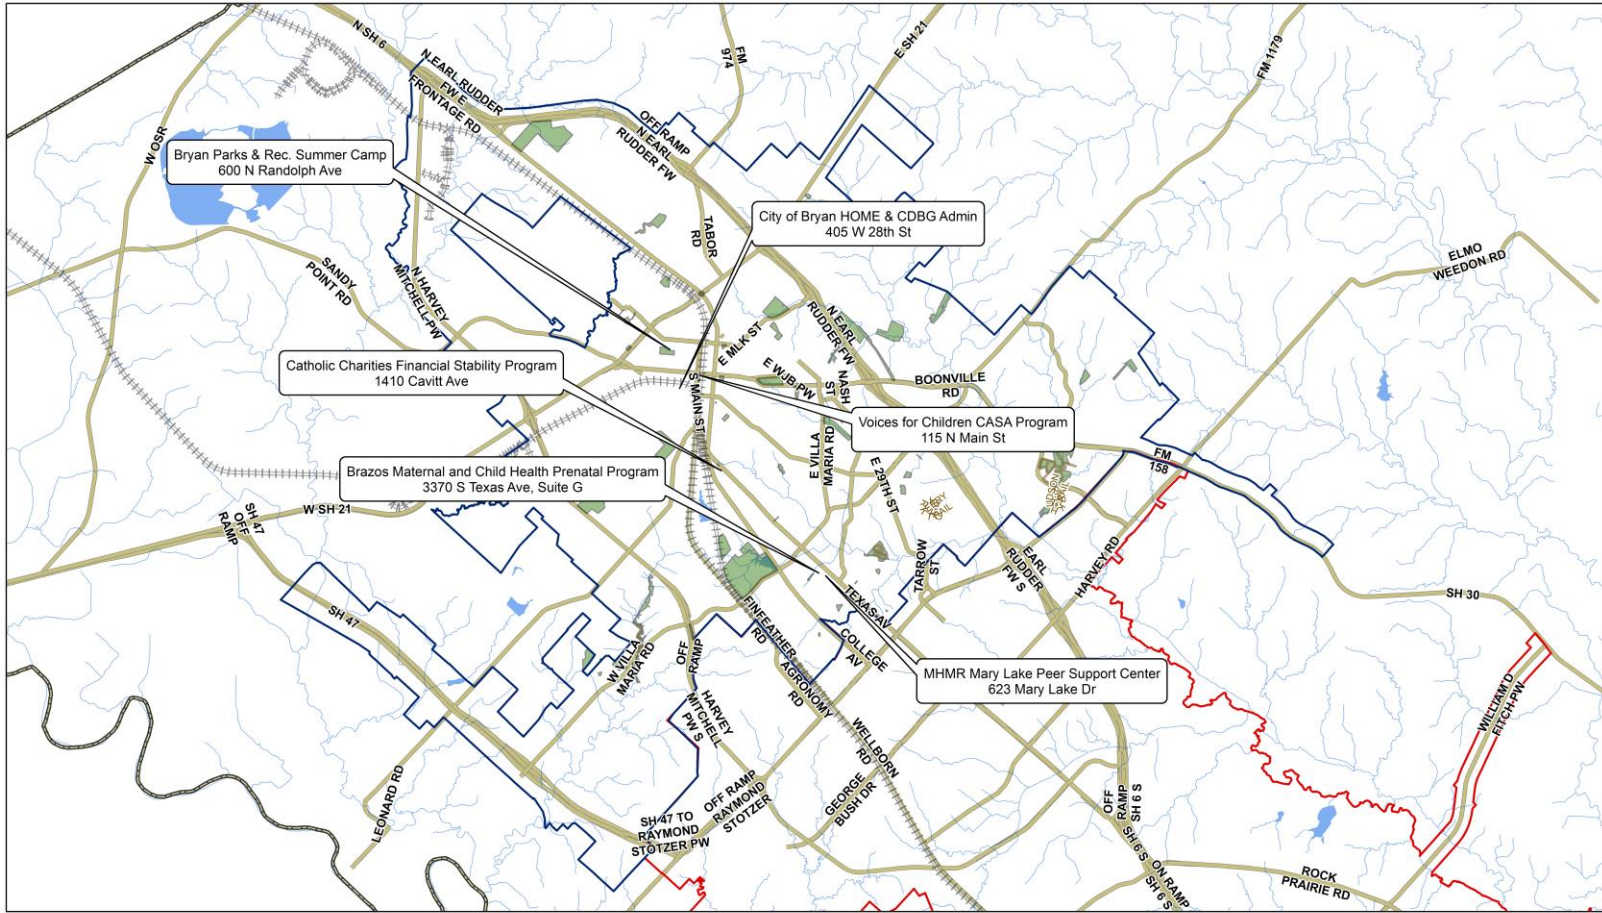 N SH 6
N EARL RUDDER
FW E
FRONTAGE RD
FM
974
E SH 21
FM 1179
W OSR
OFF RAMP
N EARL
RUDDER FW
Bryan Parks & Rec. Summer Camp
600 N Randolph Ave
City of Bryan HOME & CDBG Admin
405 W 28th St
TABOR
RD
ELMO
WEEDON RD
SANDY
POINT RD
N HARVEY
MITCHELL PW
N EARL
RUDDER FW
E MLK ST
Catholic Charities Financial Stability Program
1410 Cavitt Ave
S MAIN ST
E WJB PW
NASH
ST
BOONVILLE
RD
Voices for Children CASA Program
115 N Main St
E VILLA
MARIA RD
E 29TH ST
FM
158
Brazos Maternal and Child Health Prenatal Program
3370 S Texas Ave, Suite G
W SH 21
SH 47
OFF
RAMP
TARROW
ST
EARL
RUDDER
FW S
HARVEY RD
SH 30
SH 47
TEXAS AV
COLLEGE
AV
FINFEATHER
RD
W VILLA
MARIA RD
OFF
RAMP
MHMR Mary Lake Peer Support Center
623 Mary Lake Dr
AGRONOMY
RD
HARVEY
MITCHELL
PW S
WELLBORN
RD
WILLIAM D
FITCH PW
LEONARD RD
OFF RAMP
RAYMOND
STOTZER
GEORGE
BUSH DR
OFF
RAMP
SH 6 S
SH 47 TO
RAYMOND
STOTZER PW
SH 6 S
ON RAMP
SH 6 S
ROCK
PRAIRIE RD